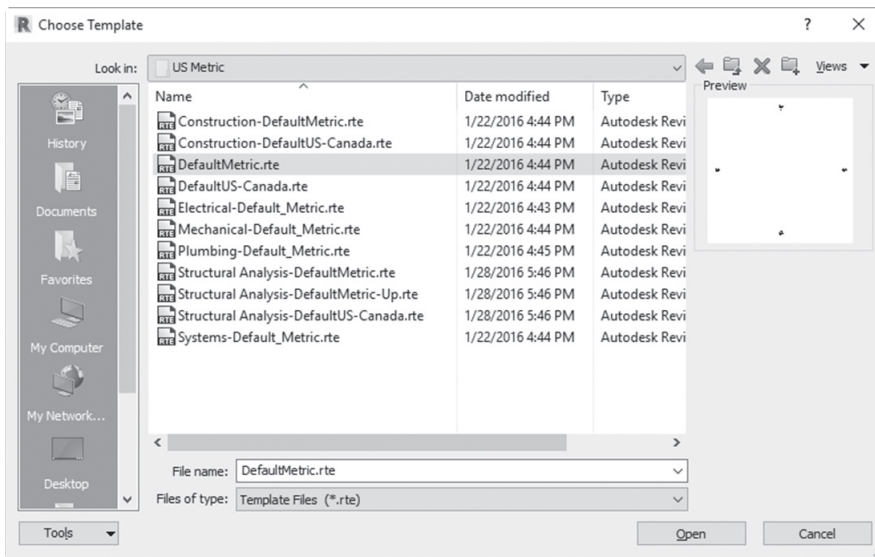 Choose Template
Look in: US Metric
Views
Preview
Name Date modified Type
Construction-DefaultMetric.rte 1/22/2016 4:44 PM Autodesk Revi
Construction-DefaultUS-Canada.rte 1/22/2016 4:44 PM Autodesk Revi
DefaultMetric.rte 1/22/2016 4:44 PM Autodesk Revi
DefaultUS-Canada.rte 1/22/2016 4:44 PM Autodesk Revi
Electrical-Default_Metric.rte 1/22/2016 4:43 PM Autodesk Revi
Mechanical-Default_Metric.rte 1/22/2016 4:44 PM Autodesk Revi
Plumbing-Default_Metric.rte 1/22/2016 4:45 PM Autodesk Revi
Structural Analysis-DefaultMetric.rte 1/28/2016 5:46 PM Autodesk Revi
Structural Analysis-DefaultMetric-Up.rte 1/28/2016 5:46 PM Autodesk Revi
Structural Analysis-DefaultUS-Canada.rte 1/28/2016 5:46 PM Autodesk Revi
Systems-Default_Metric.rte 1/22/2016 4:44 PM Autodesk Revi
History
Documents
Favorites
My Computer
My Network...
Desktop
File name: DefaultMetric.rte
Files of type: Template Files (*.rte)
Tools
Open
Cancel